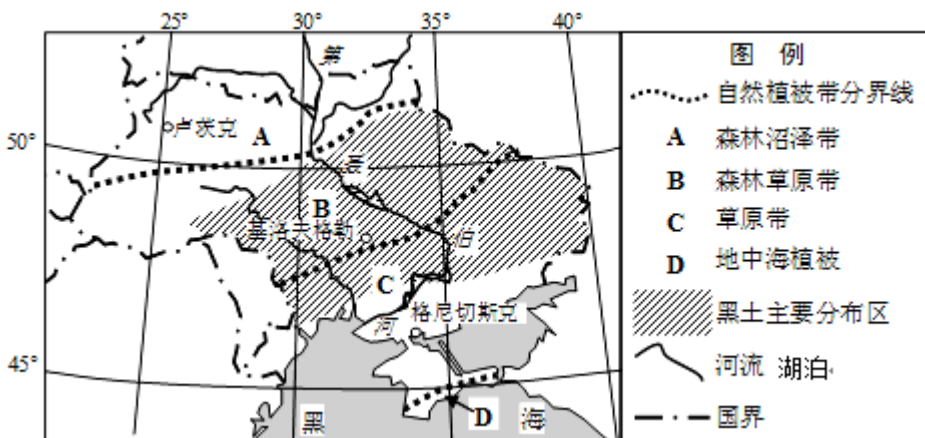 25° 30° 35° 40°
50°
45°
第
聂
伯
河
卢茨克
A
B
基洛夫格勒
C
格尼切斯克
D
黑 海
图 例
自然植被带分界线
A 森林沼泽带
B 森林草原带
C 草原带
D 地中海植被
黑土主要分布区
河流 湖泊
国界